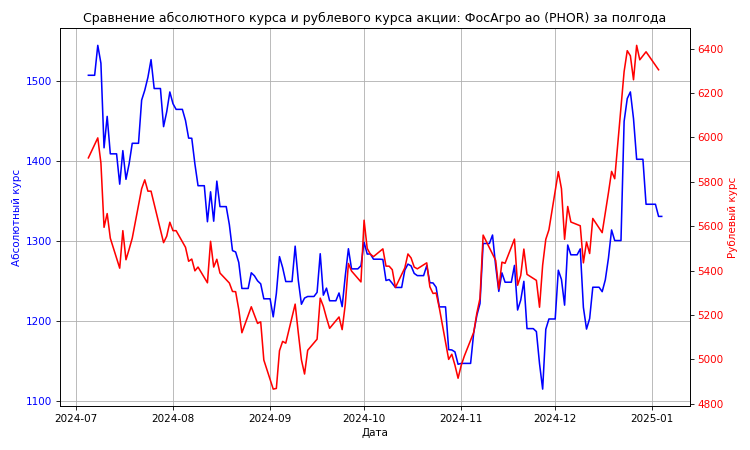 Сравнение абсолютного курса и рублевого курса акции: ФосАгро ао (PHOR) за полгода
1500
1400
1300
1200
1100
Абсолютный курс
6400
6200
6000
5800
5600
5400
5200
5000
4800
Рублевый курс
2024-07 2024-08 2024-09 2024-10 2024-11 2024-12 2025-01
Дата